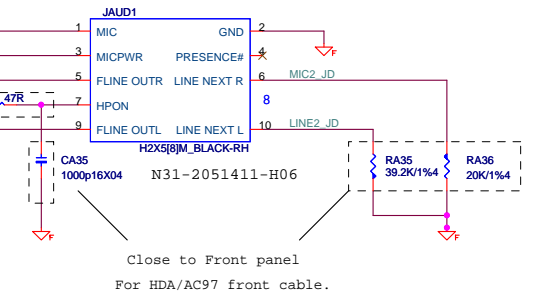 JAUD1
1 MIC GND 2
F
3 MICPWR PRESENCE# 4
5 FLINE OUTR LINE NEXT R 6 MIC2_JD
47R
7 HPON 8
9 FLINE OUTL LINE NEXT L 10 LINE2_JD
H2X5[8]M_BLACK-RH
CA35
1000p16X04
N31-2051411-H06
RA35
39.2K/1%4
RA36
20K/1%4
F
F
Close to Front panel
For HDA/AC97 front cable.